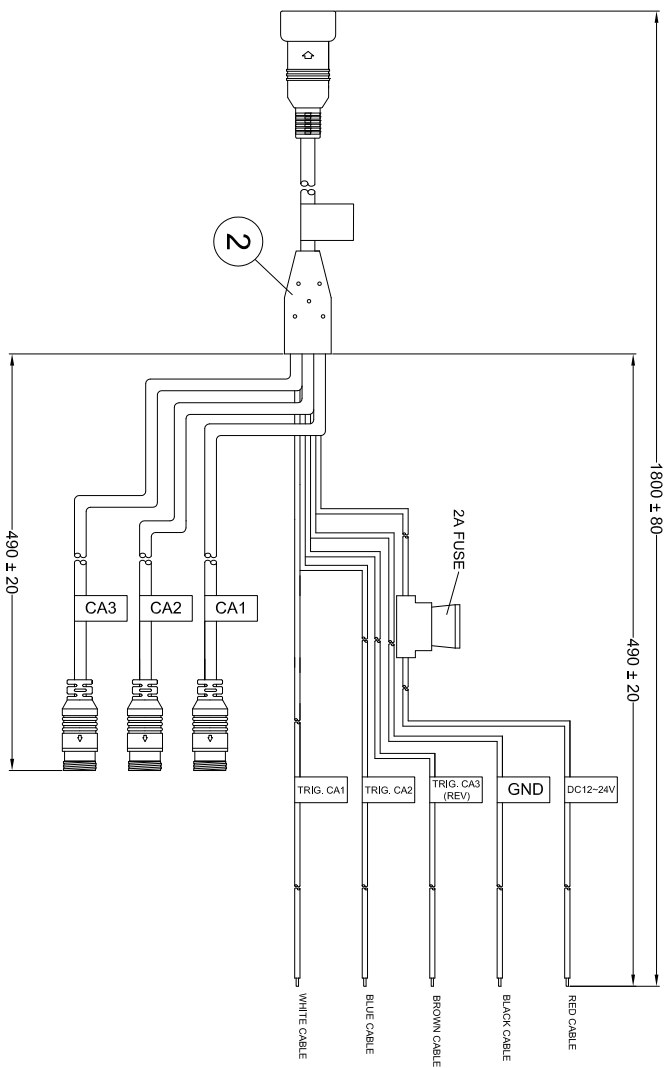 1800 ± 80
2
490 ± 20
490 ± 20
2A FUSE
CA3
CA2
CA1
TRIG. CA1
TRIG. CA2
TRIG. CA3
(REV)
GND
DC12~24V
WHITE CABLE
BLUE CABLE
BROWN CABLE
BLACK CABLE
RED CABLE